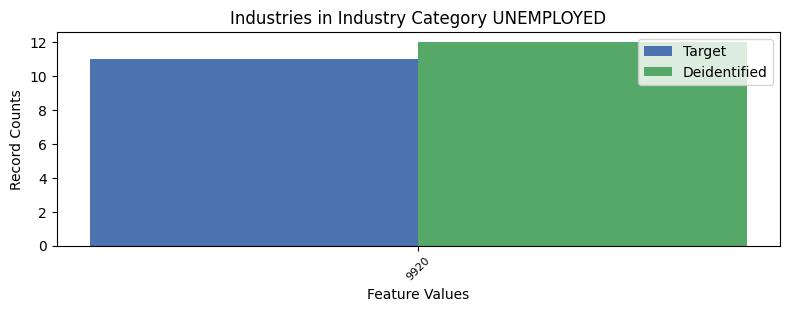 Industries in Industry Category UNEMPLOYED
Target
Deidentified
Record Counts
12
10
8
6
4
2
0
9920
Feature Values